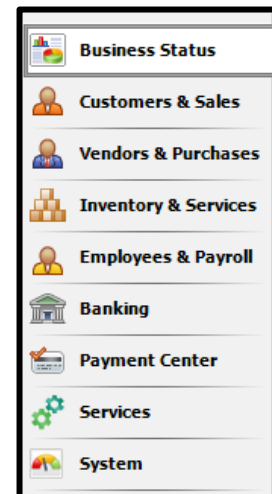 Business Status
Customers & Sales
Vendors & Purchases
Inventory & Services
Employees & Payroll
Banking
Payment Center
Services
System